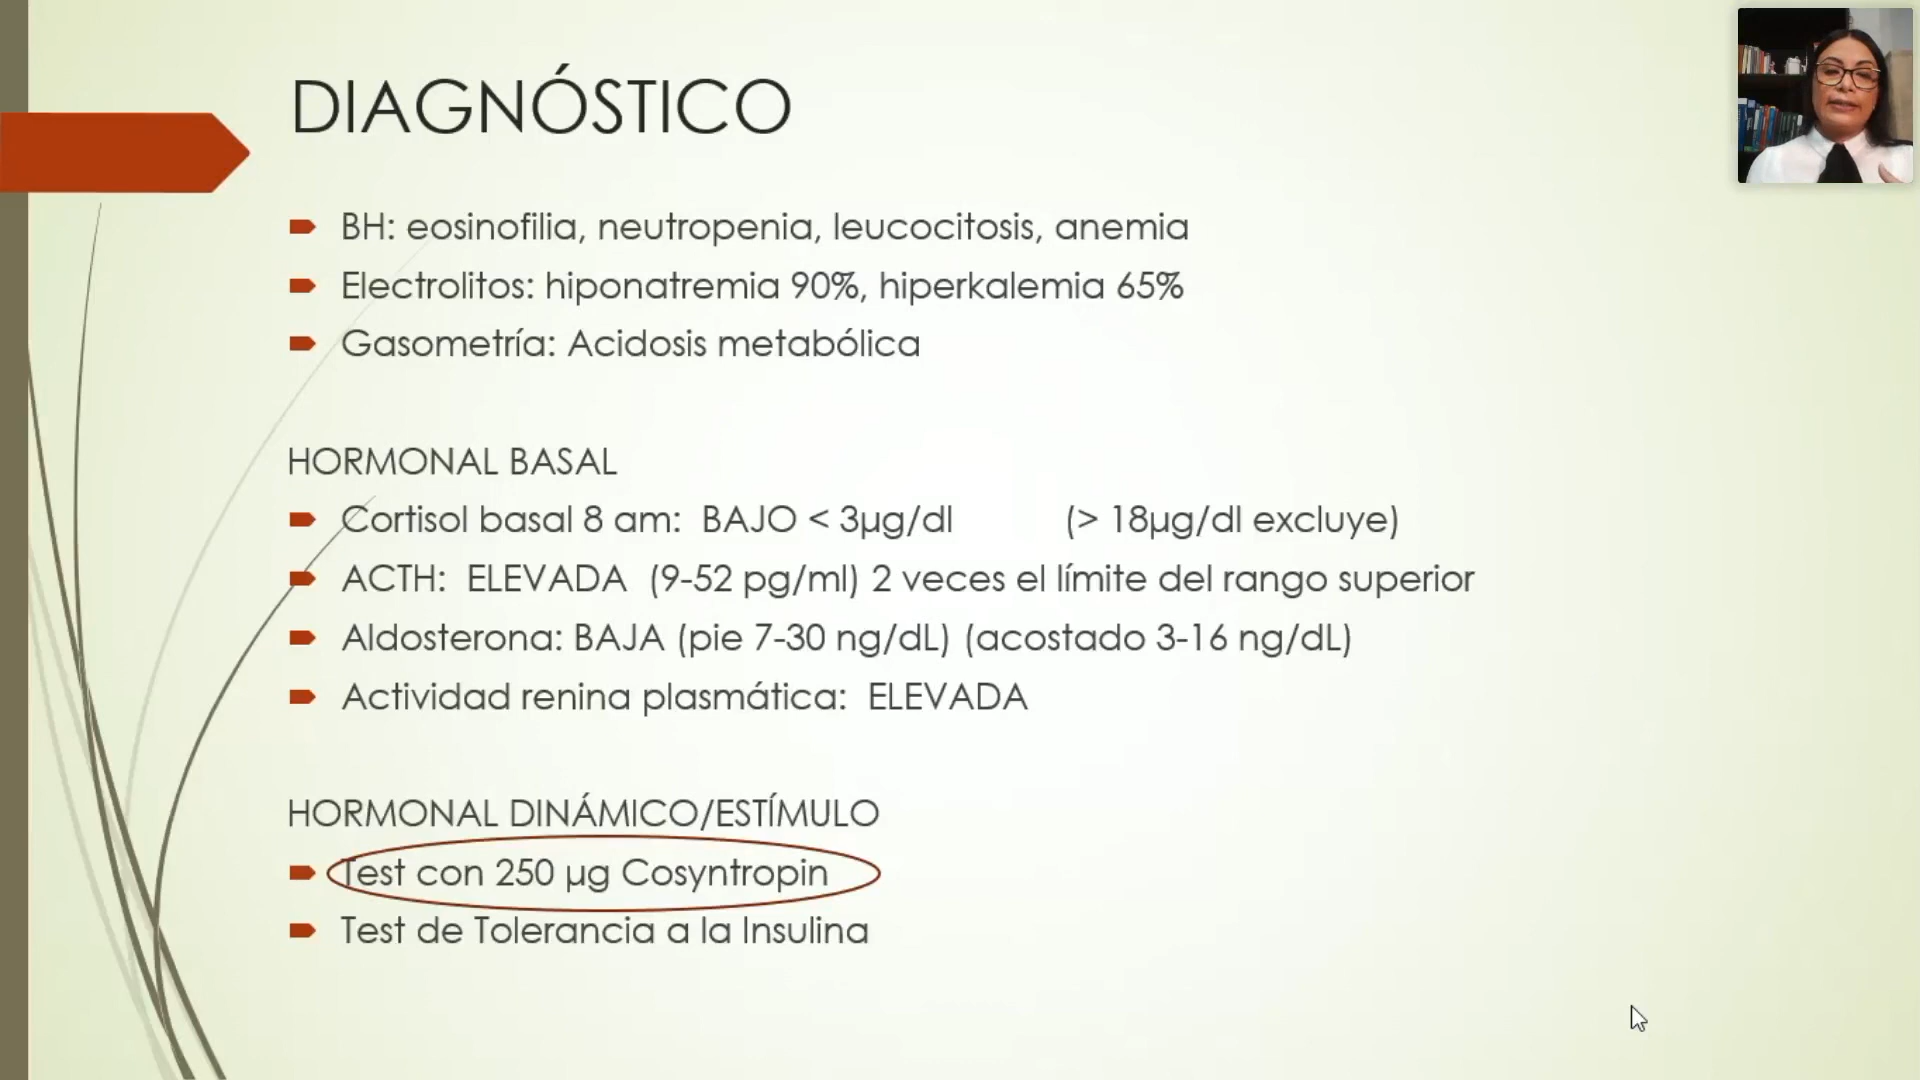 DIAGNÓSTICO
BH: eosinofilia, neutropenia, leucocitosis, anemia
Electrolitos: hiponatremia 90%, hiperkalemia 65%
Gasometría: Acidosis metabólica
HORMONAL BASAL
Cortisol basal 8 am: BAJO < 3µg/dl (> 18µg/dl excluye)
ACTH: ELEVADA (9-52 pg/ml) 2 veces el límite del rango superior
Aldosterona: BAJA (pie 7-30 ng/dL) (acostado 3-16 ng/dL)
Actividad renina plasmática: ELEVADA
HORMONAL DINÁMICO/ESTÍMULO
Test con 250 µg Cosyntropin
Test de Tolerancia a la Insulina